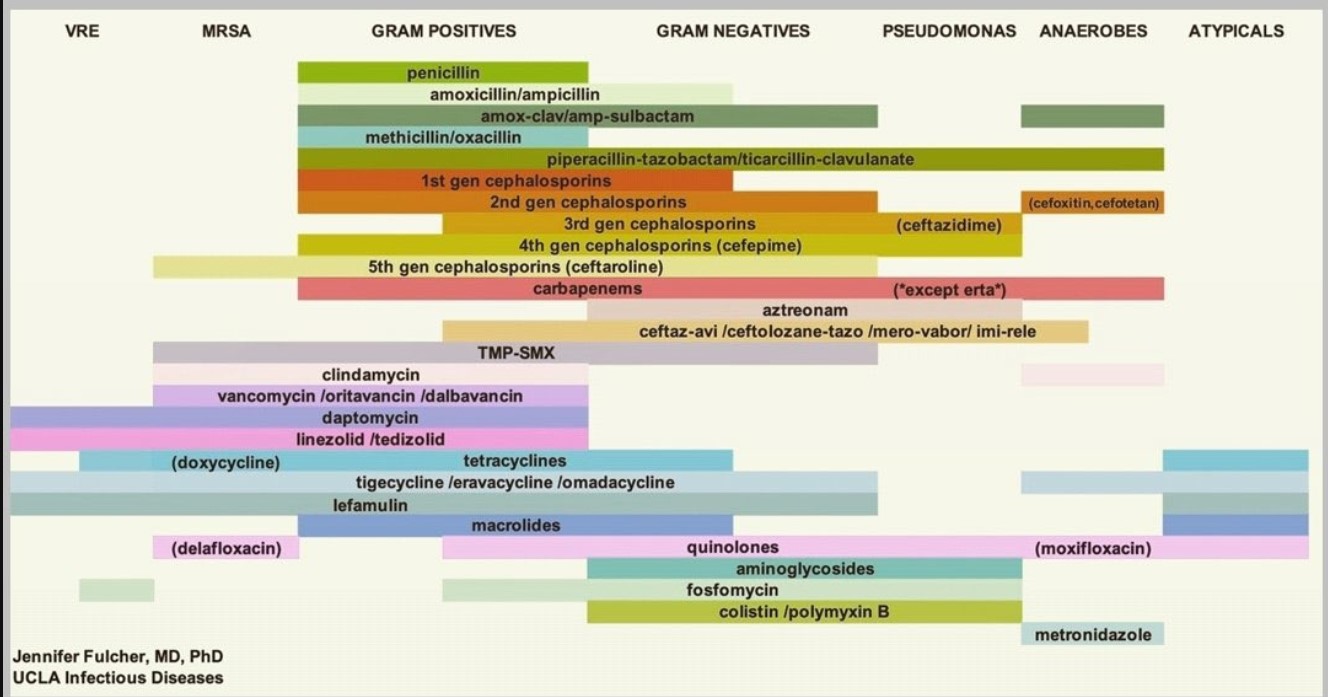 VRE MRSA GRAM POSITIVES GRAM NEGATIVES PSEUDOMONAS ANAEROBES ATYPICALS
penicillin
amoxicillin/ampicillin
amox-clav/amp-sulbactam
methicillin/oxacillin
piperacillin-tazobactam/ticarcillin-clavulanate
1st gen cephalosporins
2nd gen cephalosporins (cefoxitin,cefotetan)
3rd gen cephalosporins (ceftazidime)
4th gen cephalosporins (cefepime)
5th gen cephalosporins (ceftaroline)
carbapenems (*except erta*)
aztreonam
ceftaz-avi /ceftolozane-tazo /mero-vabor/ imi-rele
TMP-SMX
clindamycin
vancomycin /oritavancin /dalbavancin
daptomycin
linezolid /tedizolid
(doxycycline) tetracyclines
tigecycline /eravacycline /omadacycline
lefamulin
macrolides
(delafloxacin) quinolones (moxifloxacin)
aminoglycosides
fosfomycin
colistin /polymyxin B
metronidazole
Jennifer Fulcher, MD, PhD
UCLA Infectious Diseases